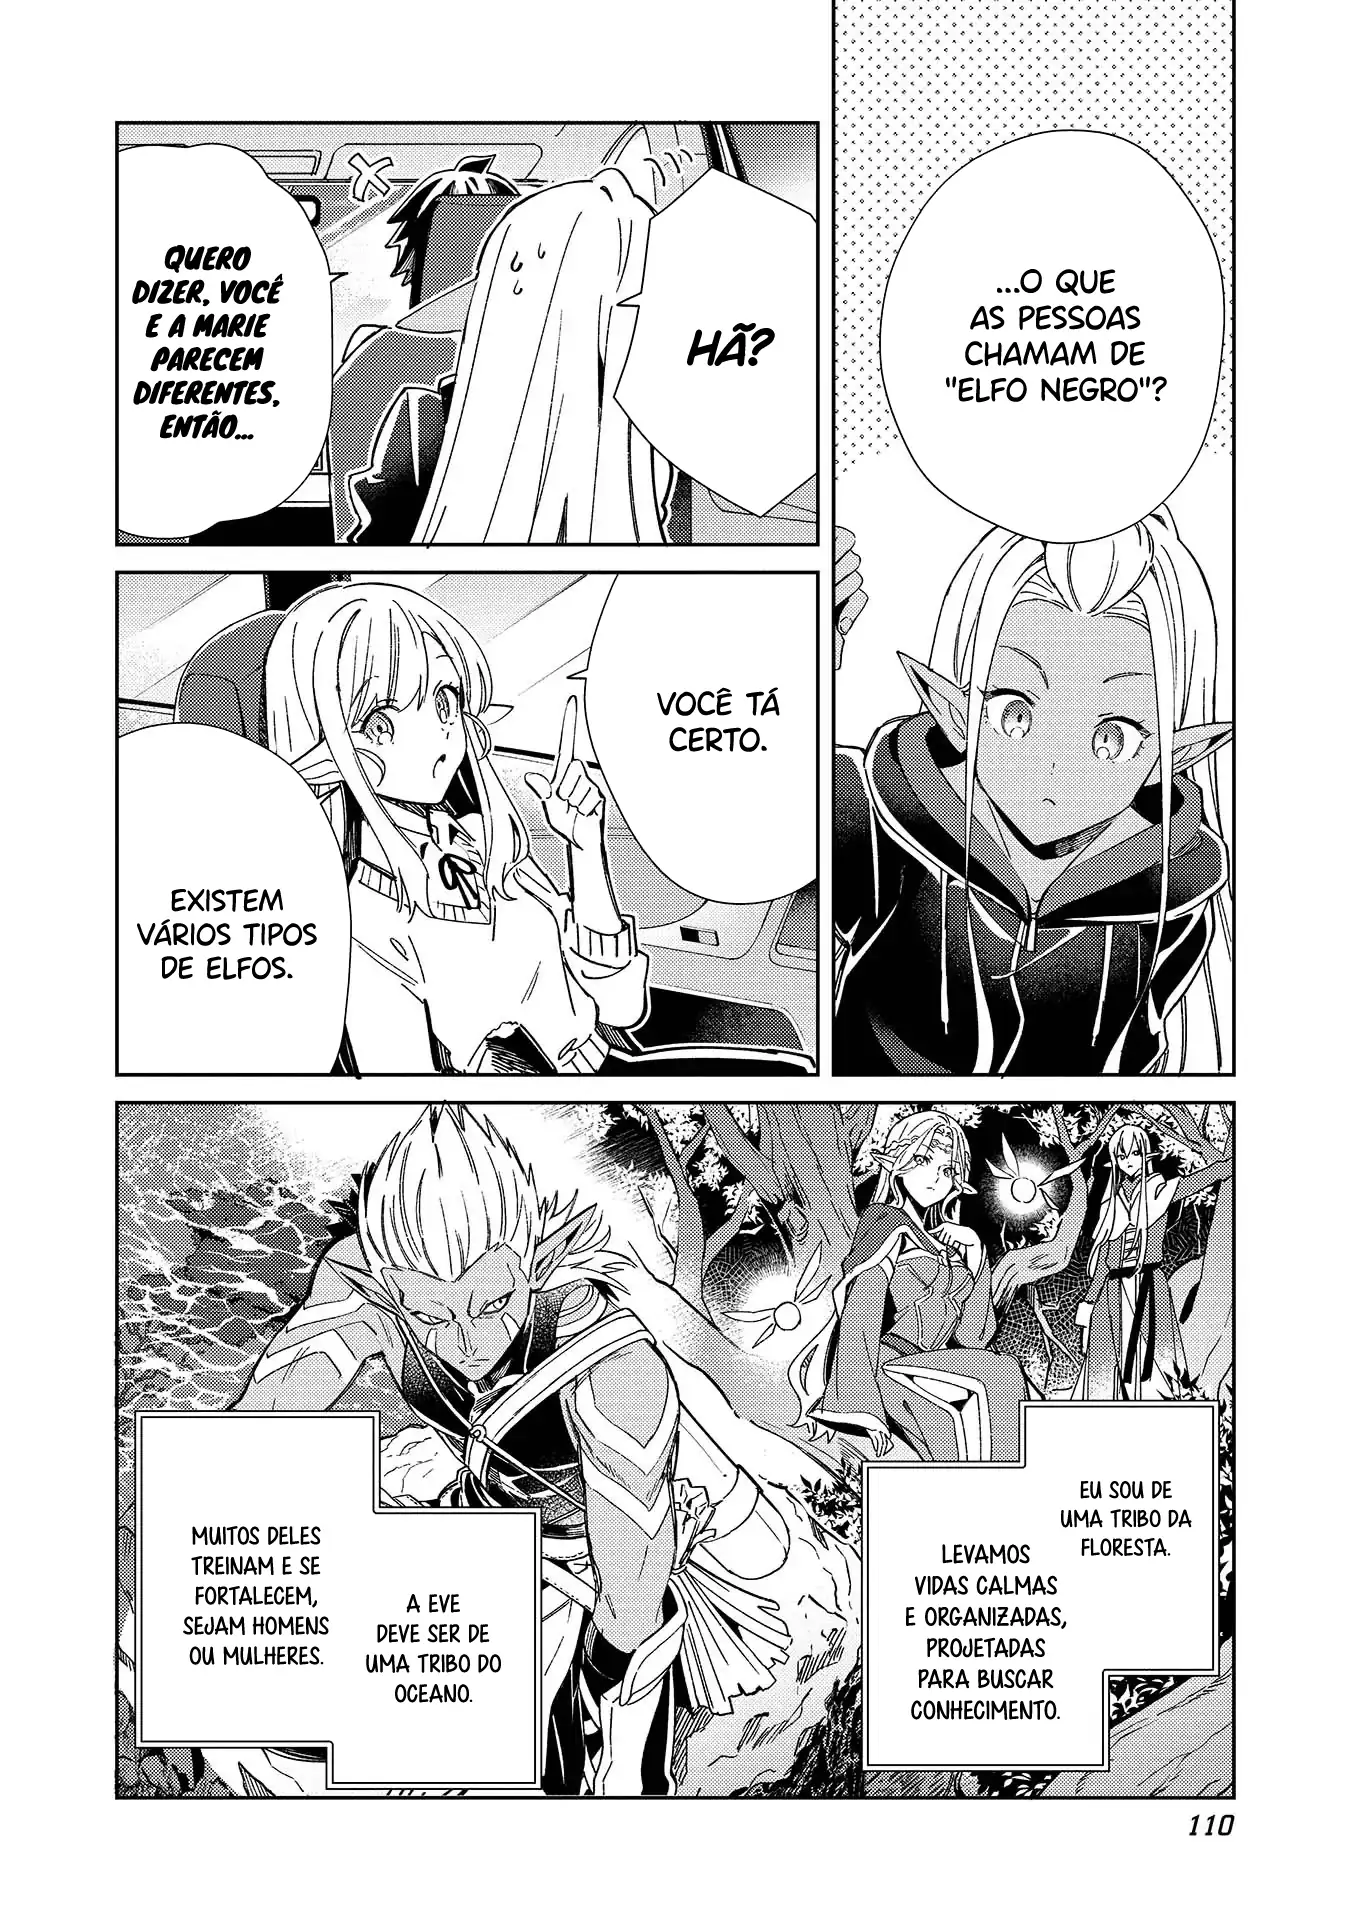 ...O QUE
AS PESSOAS
CHAMAM DE
"ELFO NEGRO"?
HÃ?
QUERO
DIZER, VOCÊ
E A MARIE
PARECEM
DIFERENTES,
ENTÃO...
VOCÊ TÁ
CERTO.
EXISTEM
VÁRIOS TIPOS
DE ELFOS.
EU SOU DE
UMA TRIBO DA
FLORESTA.
LEVAMOS
VIDAS CALMAS
E ORGANIZADAS,
PROJETADAS
PARA BUSCAR
CONHECIMENTO.
A EVE
DEVE SER DE
UMA TRIBO DO
OCEANO.
MUITOS DELES
TREINAM E SE
FORTALECEM,
SEJAM HOMENS
OU MULHERES.
110